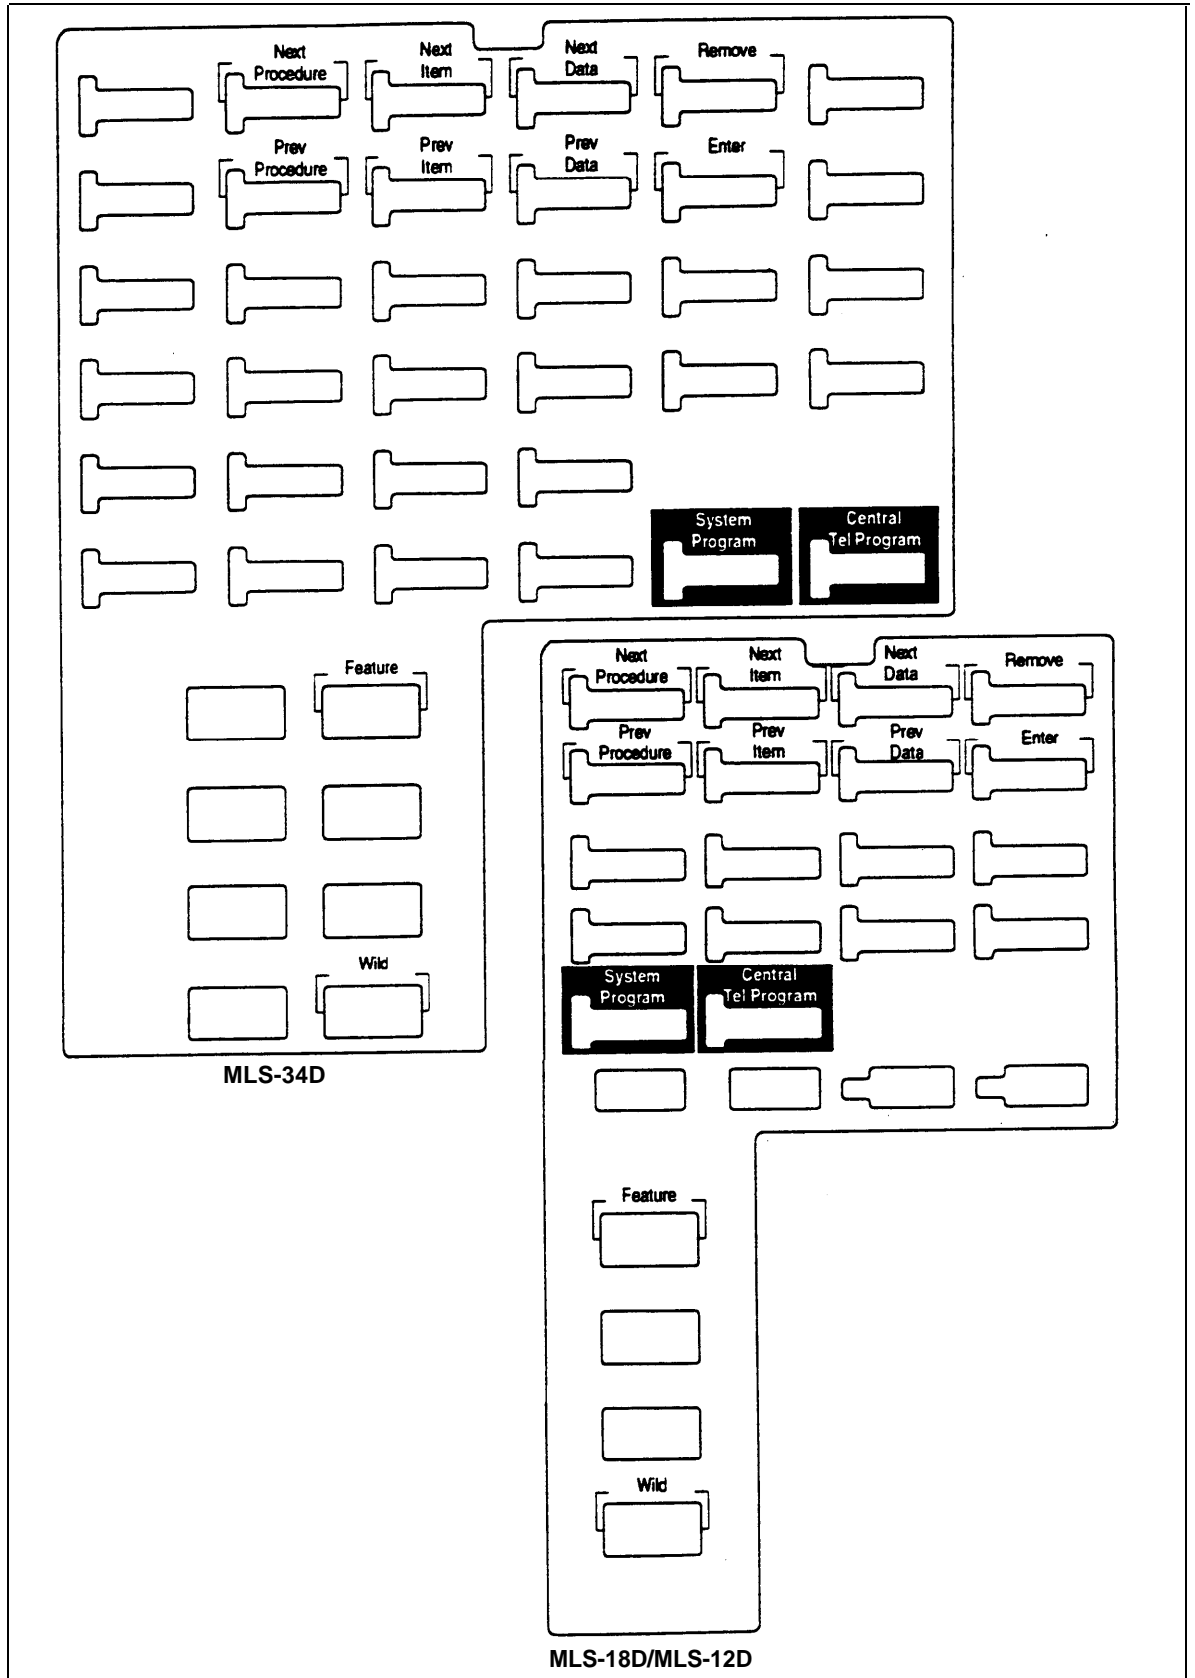 Next
Procedure
Next
Item
Next
Data
Remove
Prev
Procedure
Prev
Item
Prev
Data
Enter
System
Program
Central
Tel Program
Feature
Wild
MLS-34D
Next
Procedure
Next
Item
Next
Data
Remove
Prev
Procedure
Prev
Item
Prev
Data
Enter
System
Program
Central
Tel Program
Feature
Wild
MLS-18D/MLS-12D